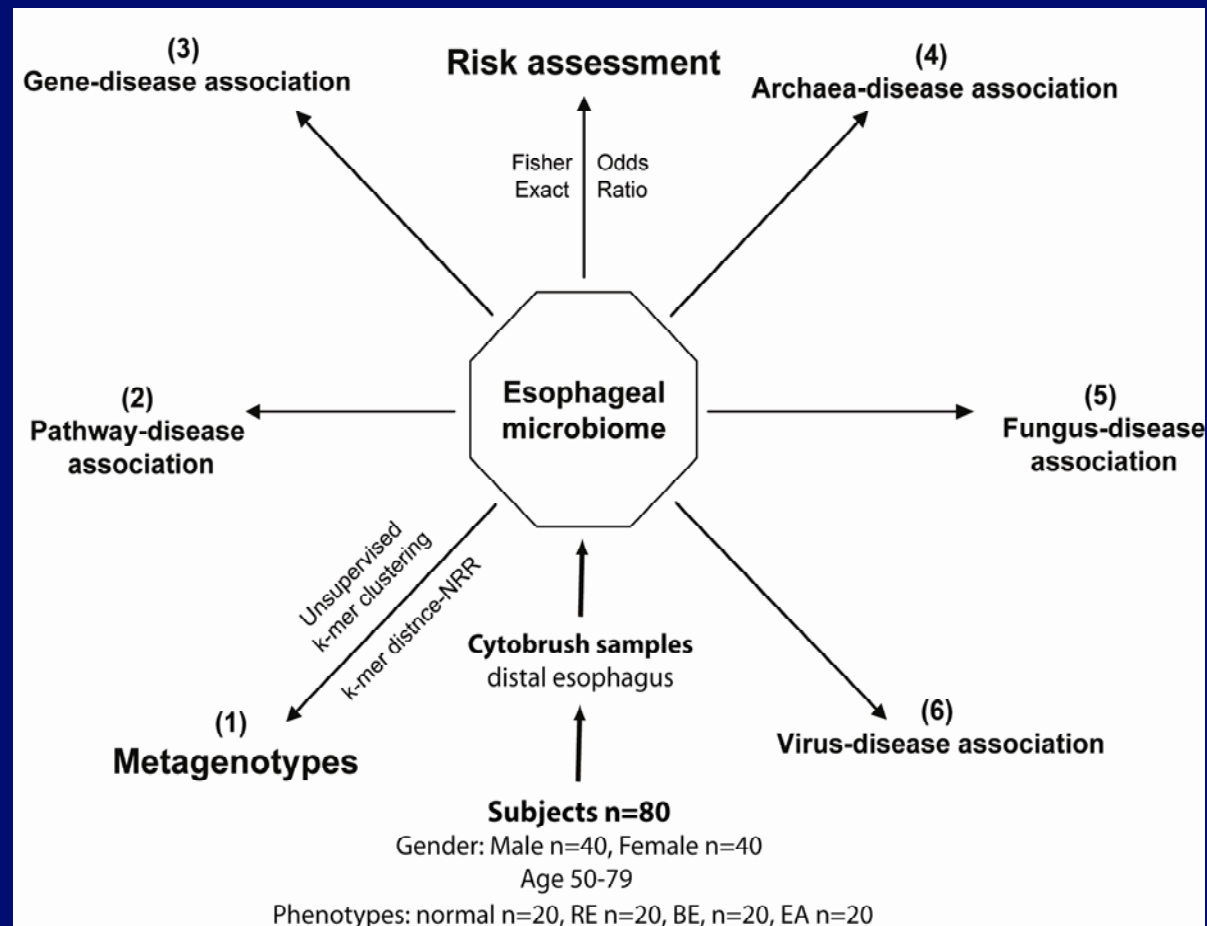 (3)
Gene-disease association
Risk assessment
(4)
Archaea-disease association
Fisher
Exact
Odds
Ratio
(2)
Pathway-disease
association
Esophageal
microbiome
(5)
Fungus-disease
association
Unsupervised
k-mer clustering
k-mer distnce-NRR
Cytobrush samples
distal esophagus
(1)
Metagenotypes
(6)
Virus-disease association
Subjects n=80
Gender: Male n=40, Female n=40
Age 50-79
Phenotypes: normal n=20, RE n=20, BE, n=20, EA n=20